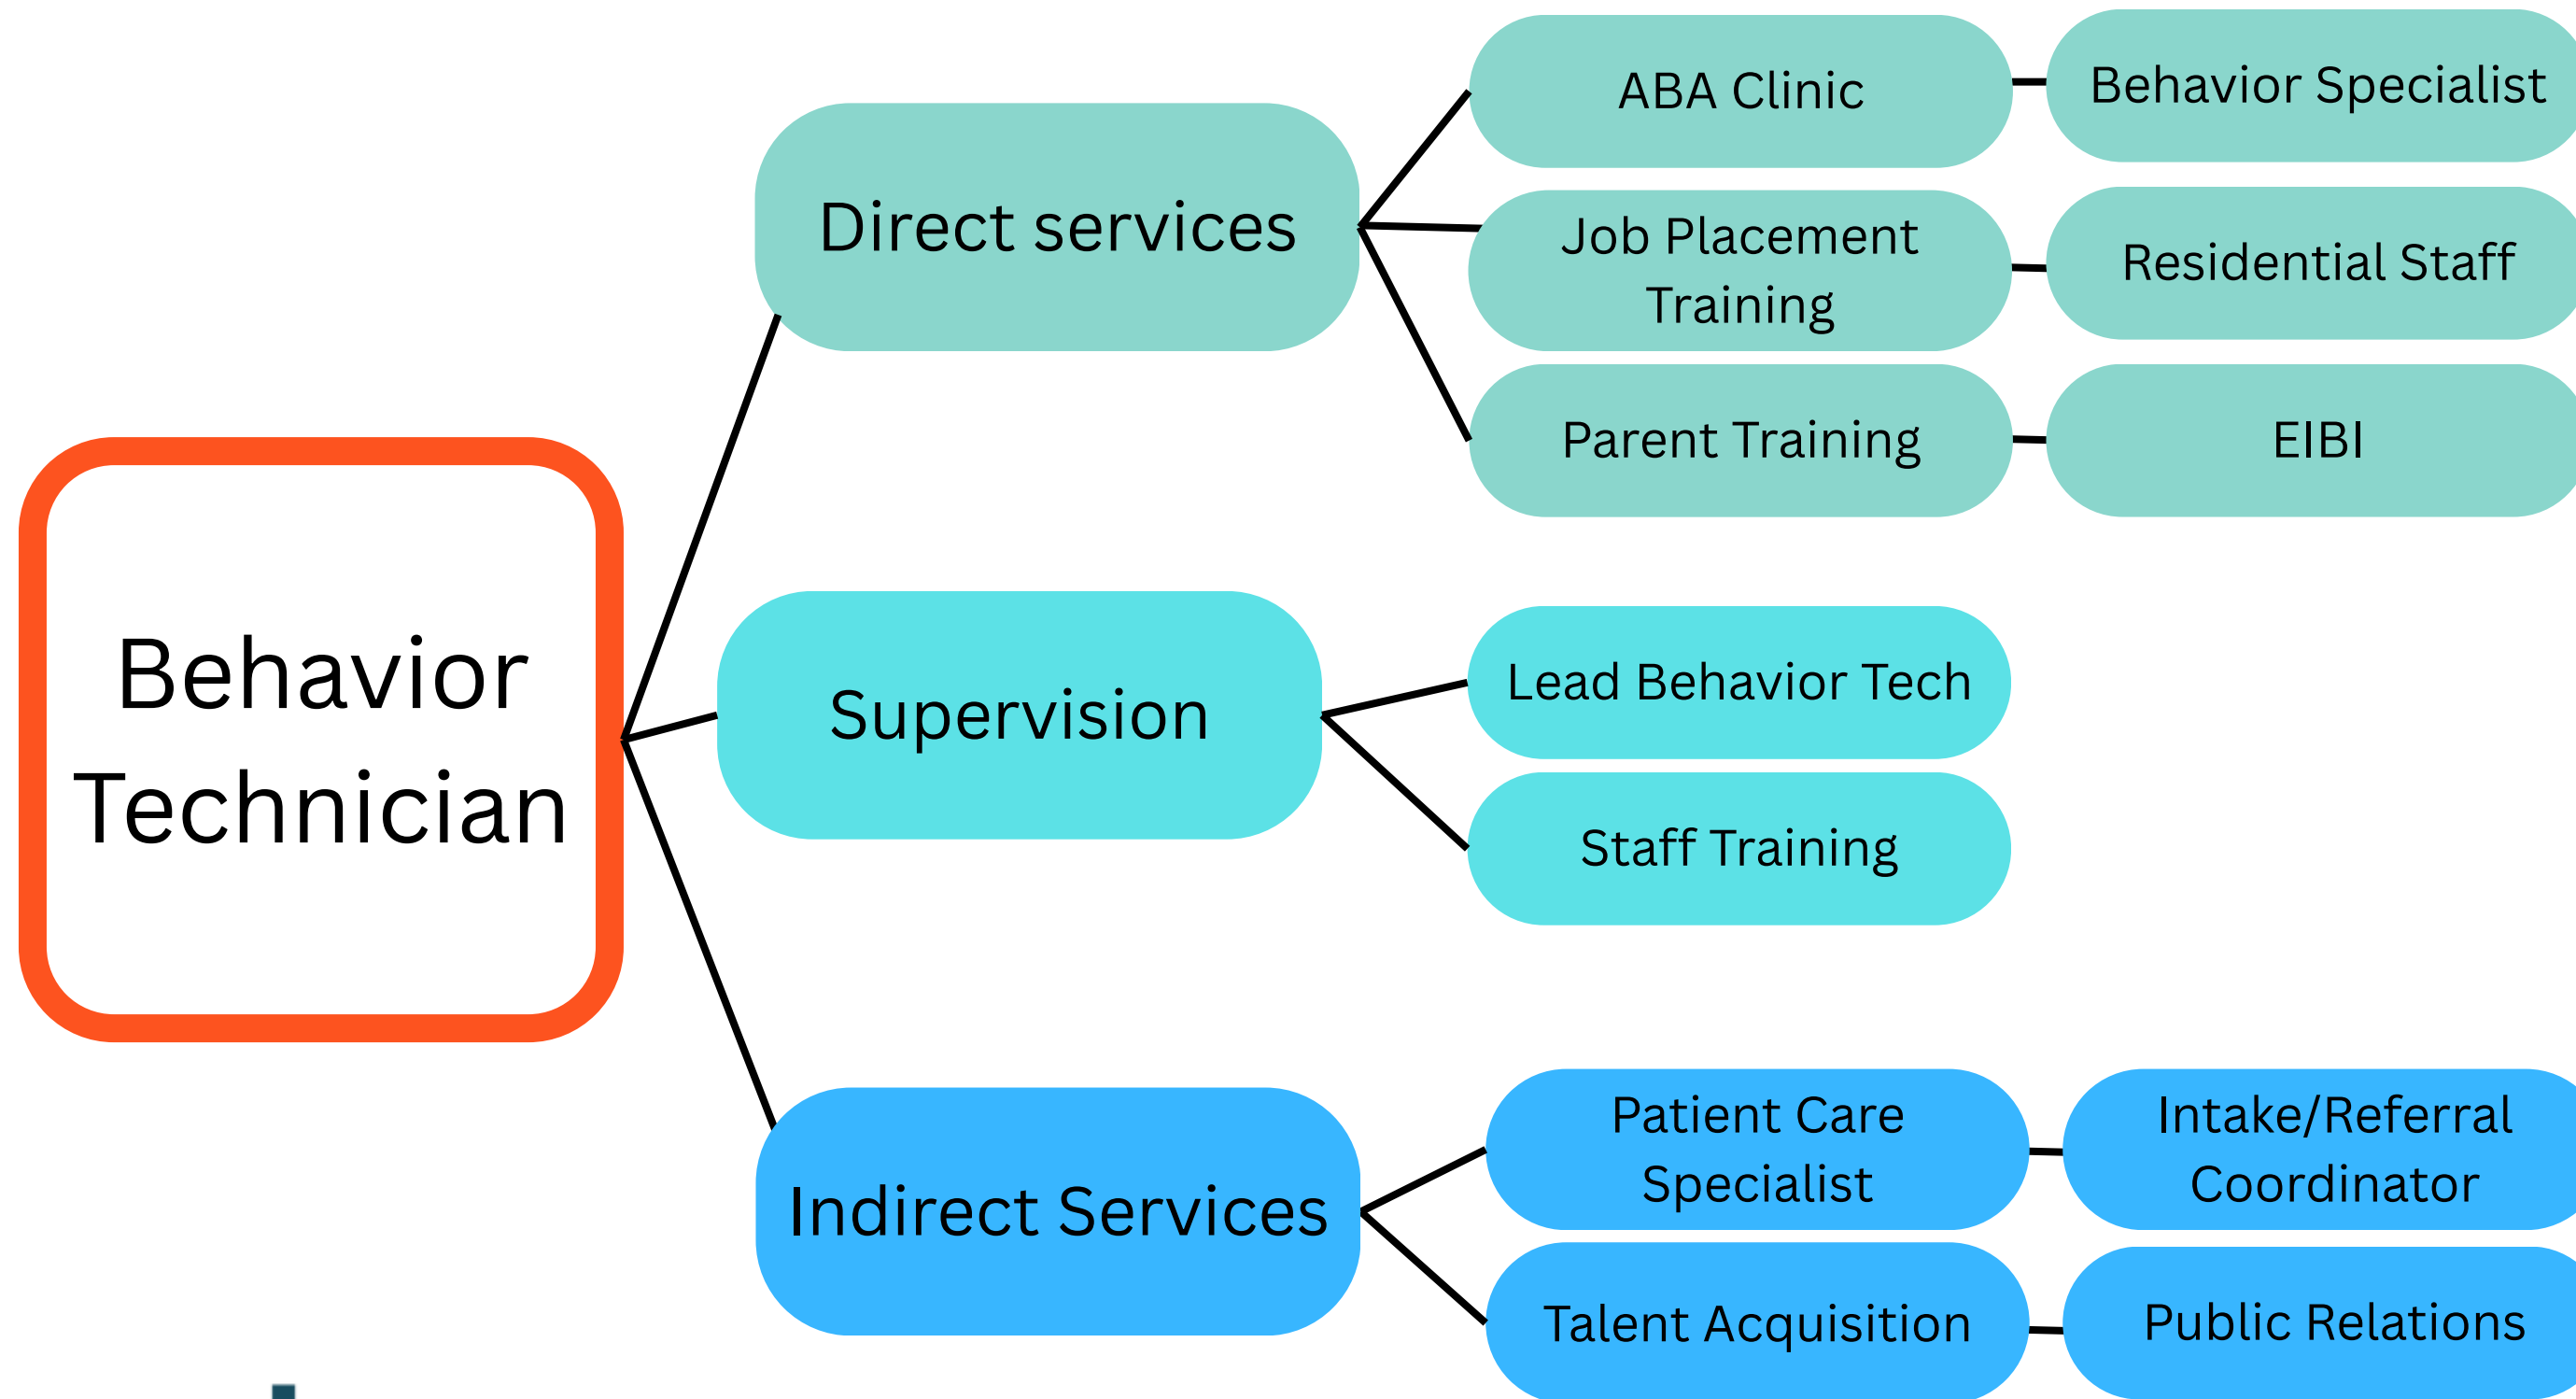 Behavior
Technician
Direct services
ABA Clinic
Behavior Specialist
Job Placement
Training
Residential Staff
Parent Training
EIBI
Supervision
Lead Behavior Tech
Staff Training
Indirect Services
Patient Care
Specialist
Intake/Referral
Coordinator
Talent Acquisition
Public Relations